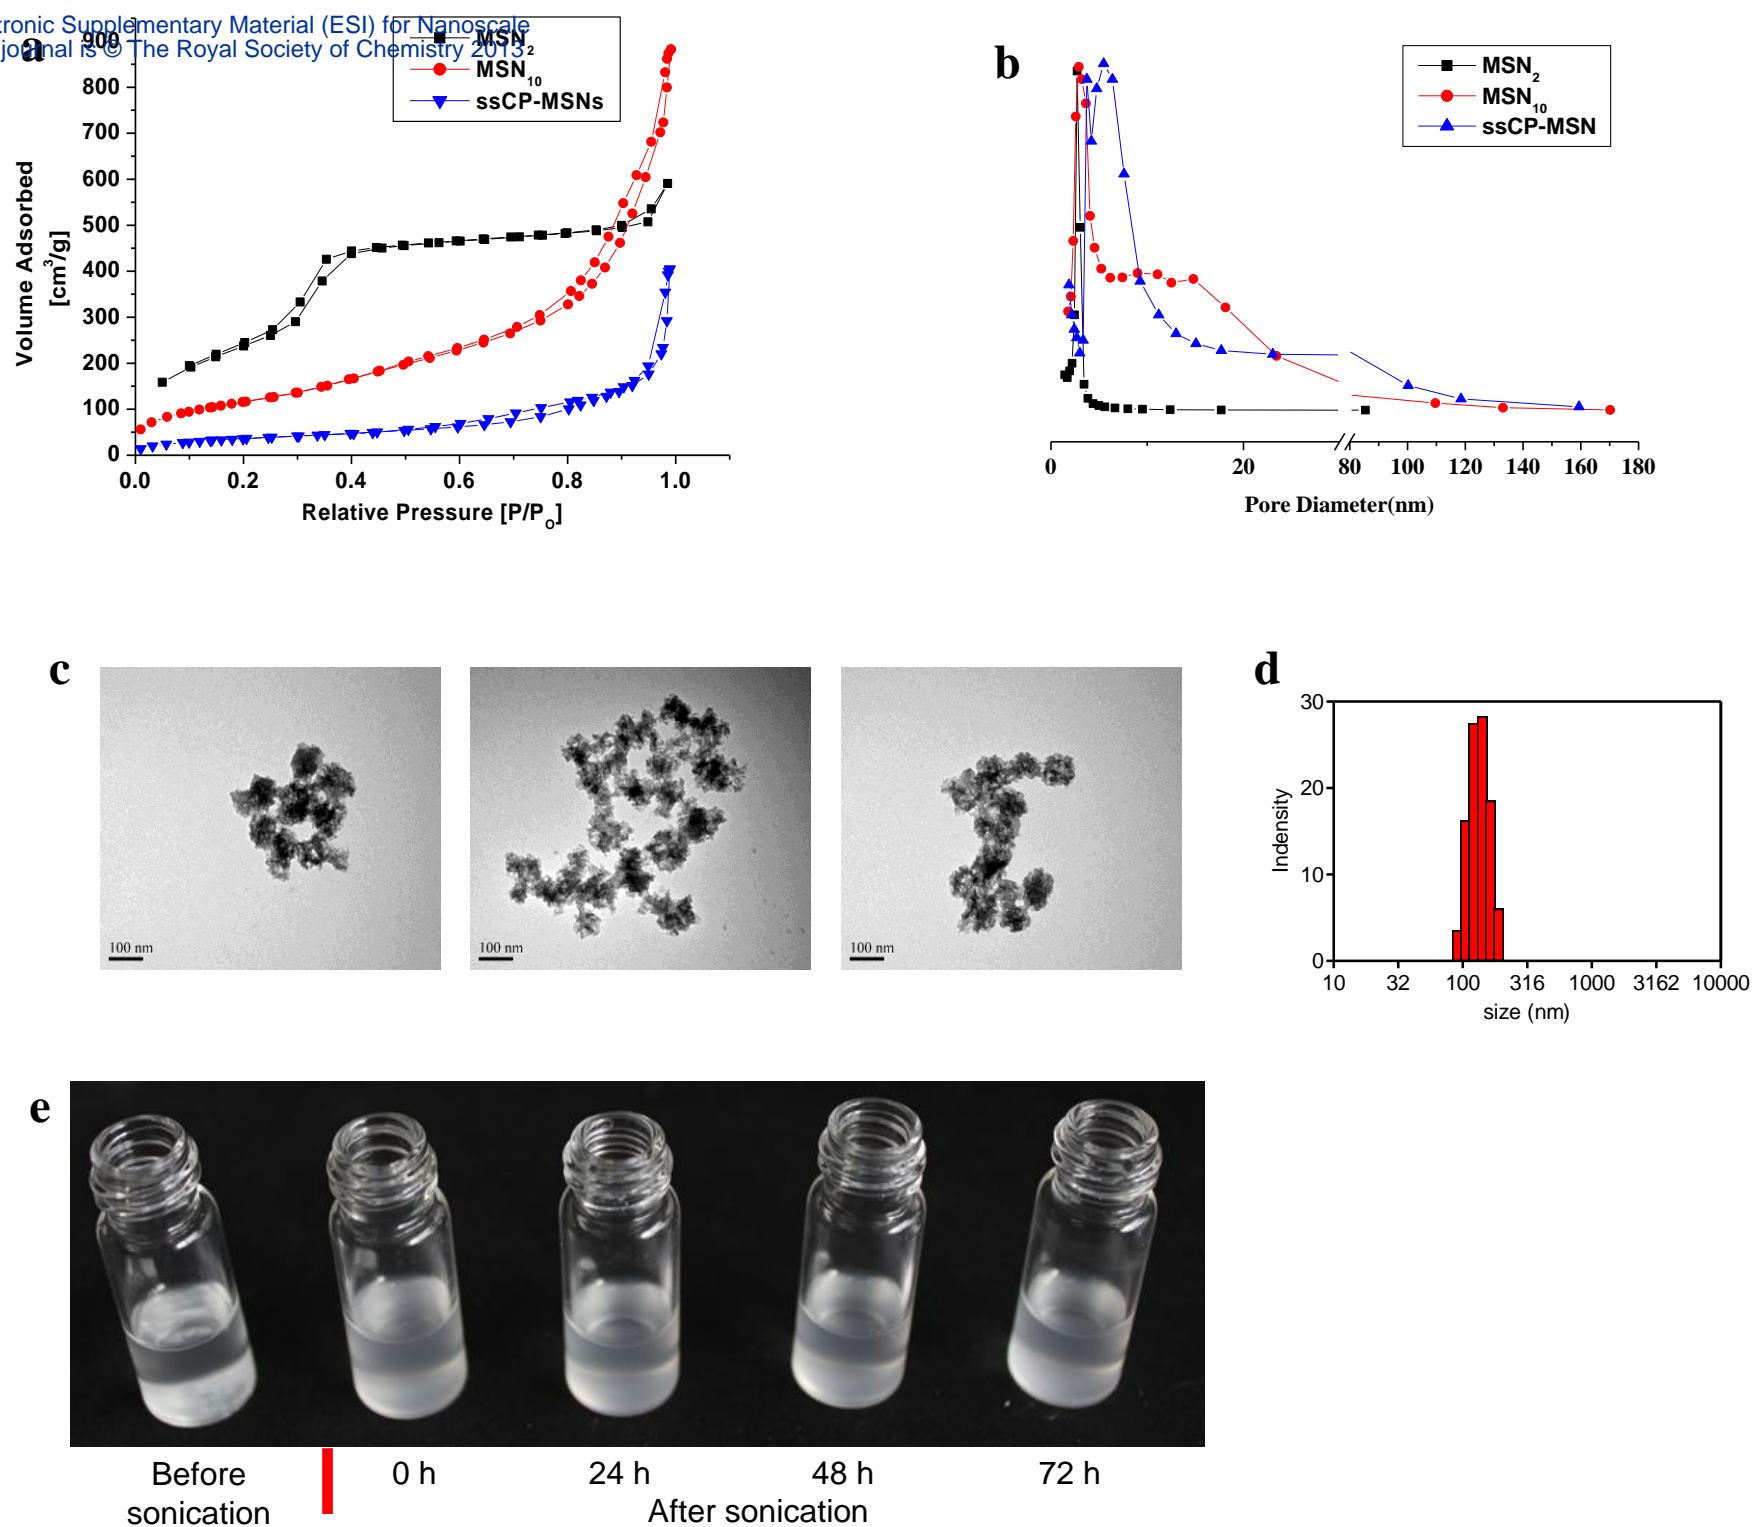 tronic Supplementary Material (ESI) for Nanoscale
journal is © The Royal Society of Chemistry 2013
a
MSN2
MSN10
ssCP-MSNs
900
800
700
600
500
400
300
200
100
0
Volume Adsorbed
[cm3/g]
0.0 0.2 0.4 0.6 0.8 1.0
Relative Pressure [P/PO]
b
MSN2
MSN10
ssCP-MSN
0 20 80 100 120 140 160 180
Pore Diameter(nm)
c
100 nm
100 nm
100 nm
d
30
20
10
0
Indensity
10 32 100 316 1000 3162 10000
size (nm)
e
Before
sonication
0 h 24 h 48 h 72 h
After sonication